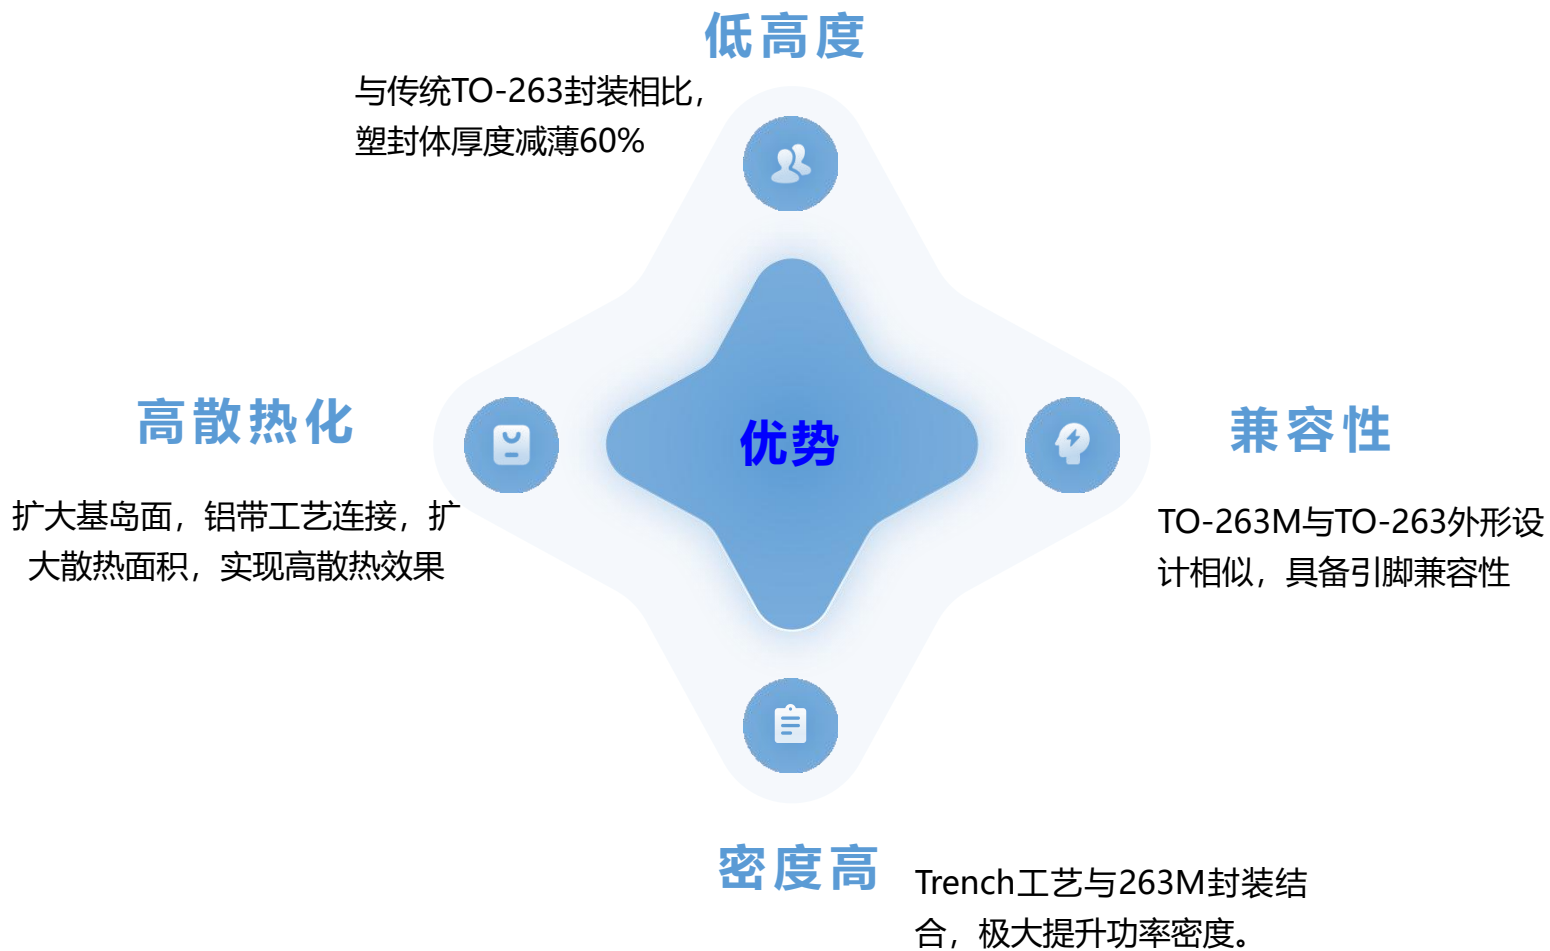 低高度
与传统TO-263封装相比，
塑封体厚度减薄60%
高散热化
扩大基岛面，铝带工艺连接，扩
大散热面积，实现高散热效果
优势
兼容性
TO-263M与TO-263外形设
计相似，具备引脚兼容性
密度高
Trench工艺与263M封装结
合，极大提升功率密度。